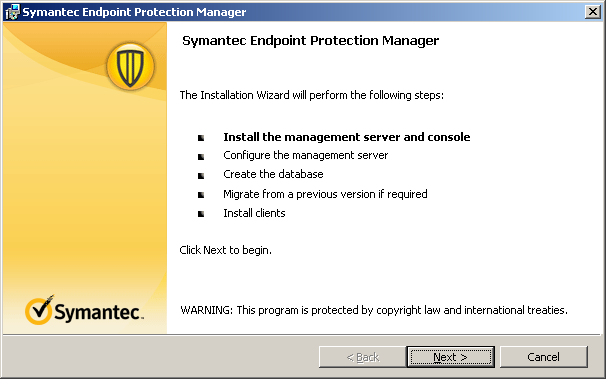 Symantec Endpoint Protection Manager
Symantec Endpoint Protection Manager
The Installation Wizard will perform the following steps:
Install the management server and console
Configure the management server
Create the database
Migrate from a previous version if required
Install clients
Click Next to begin.
Symantec.
WARNING: This program is protected by copyright law and international treaties.
< Back
Next >
Cancel